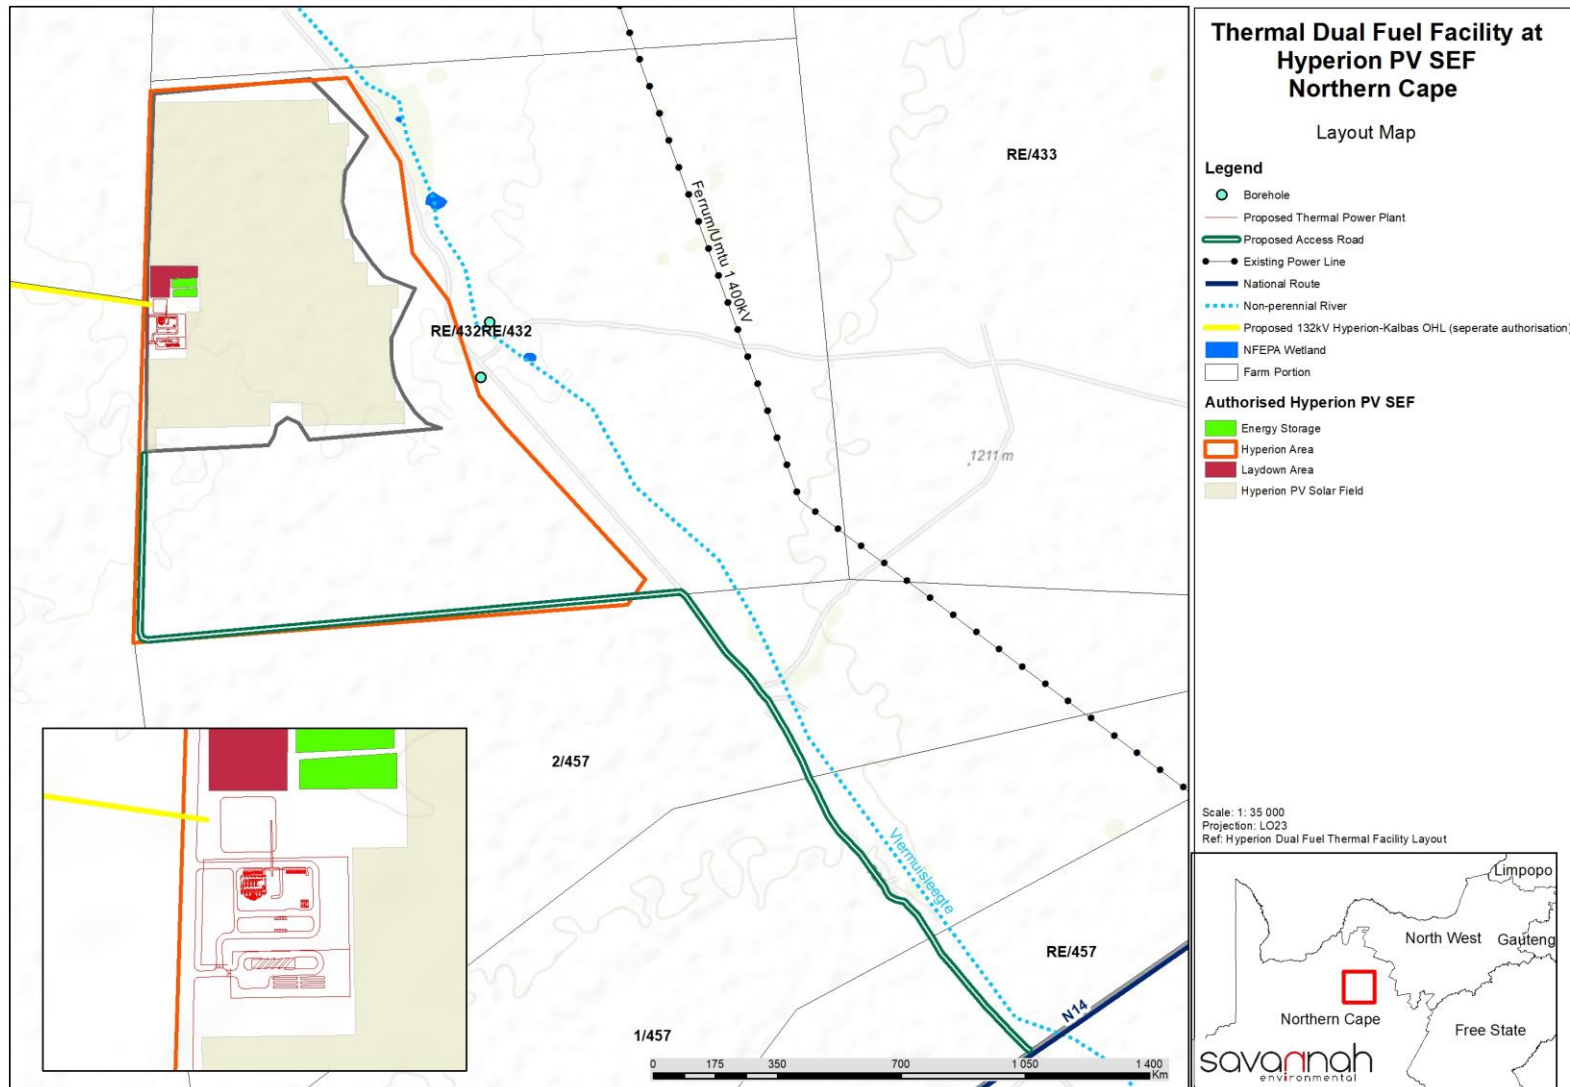 Thermal Dual Fuel Facility at
Hyperion PV SEF
Northern Cape
Layout Map
Legend
Borehole
Proposed Thermal Power Plant
Proposed Access Road
Existing Power Line
National Route
Non-perennial River
Proposed 132kV Hyperion-Kalbas OHL (seperate authorisation)
NFEPA Wetland
Farm Portion
Authorised Hyperion PV SEF
Energy Storage
Hyperion Area
Laydown Area
Hyperion PV Solar Field
Scale: 1: 35 000
Projection: LO23
Ref: Hyperion Dual Fuel Thermal Facility Layout
RE/433
Ferrum/Umtu 1 400kV
RE/432RE/432
1211 m
2/457
Vlermuisleegte
RE/457
N14
1/457
0 175 350 700 1 050 1 400
Km
Limpopo
North West
Gauteng
Northern Cape
Free State
savannah
environmental